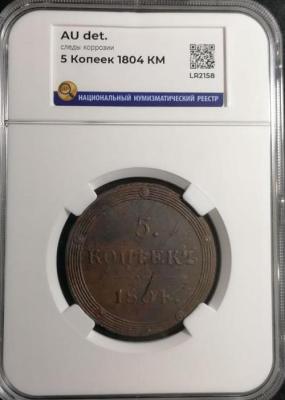 AU det.
следы коррозии
5 Копеек 1804 КМ
LR2158
НАЦИОНАЛЬНЫЙ НУМИЗМАТИЧЕСКИЙ РЕЕСТР
5.
КОПѢЕКЪ
1804.